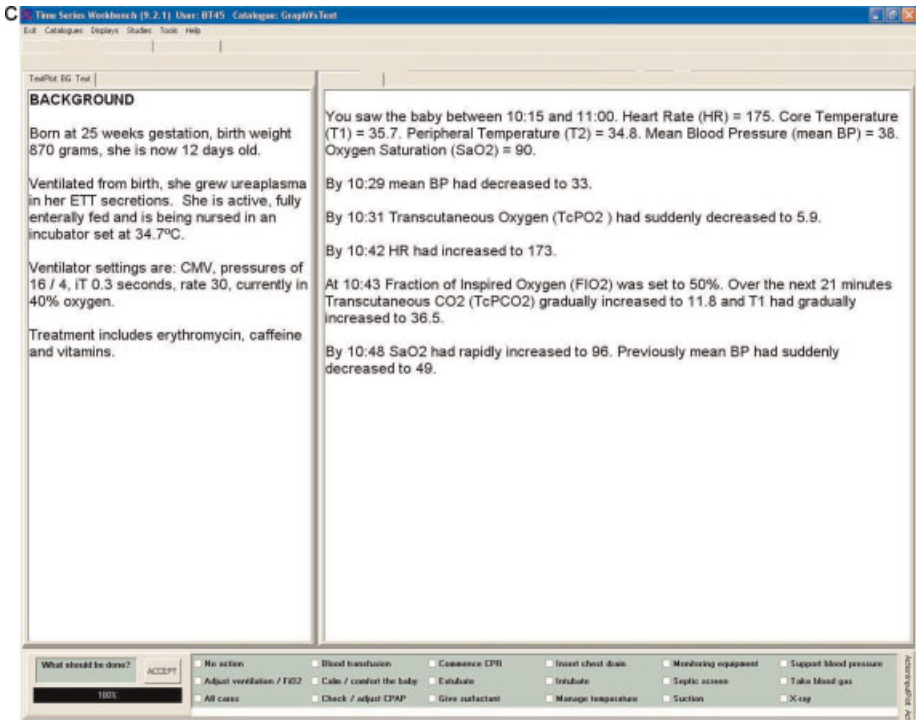 C
Time Series Workbench (9.2.1) User: BT45 Catalogue: GraphVsText
Exit Catalogues Displays Studies Tools Help
TextPlot: BG Text
BACKGROUND
Born at 25 weeks gestation, birth weight
870 grams, she is now 12 days old.
Ventilated from birth, she grew ureaplasma
in her ETT secretions. She is active, fully
enterally fed and is being nursed in an
incubator set at 34.7ºC.
Ventilator settings are: CMV, pressures of
16 / 4, iT 0.3 seconds, rate 30, currently in
40% oxygen.
Treatment includes erythromycin, caffeine
and vitamins.
You saw the baby between 10:15 and 11:00. Heart Rate (HR) = 175. Core Temperature
(T1) = 35.7. Peripheral Temperature (T2) = 34.8. Mean Blood Pressure (mean BP) = 38.
Oxygen Saturation (SaO2) = 90.
By 10:29 mean BP had decreased to 33.
By 10:31 Transcutaneous Oxygen (TcPO2 ) had suddenly decreased to 5.9.
By 10:42 HR had increased to 173.
At 10:43 Fraction of Inspired Oxygen (FIO2) was set to 50%. Over the next 21 minutes
Transcutaneous CO2 (TcPCO2) gradually increased to 11.8 and T1 had gradually
increased to 36.5.
By 10:48 SaO2 had rapidly increased to 96. Previously mean BP had suddenly
decreased to 49.
What should be done?
ACCEPT
100%
No action Blood transfusion Commence CPR Insert chest drain Monitoring equipment Support blood pressure
Adjust ventilation / FiO2 Calm / comfort the baby Extubate Intubate Septic screen Take blood gas
All cares Check / adjust CPAP Give surfactant Manage temperature Suction X-ray